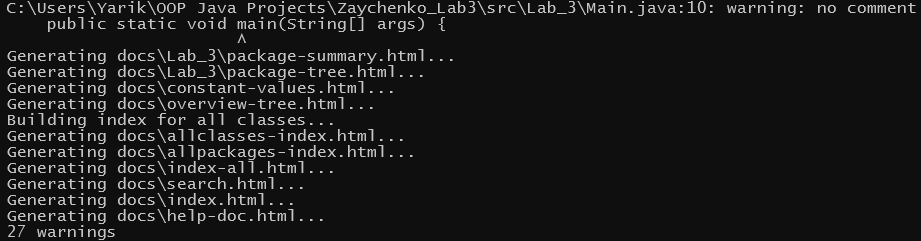 C:\Users\Yarik\OOP Java Projects\Zaychenko_Lab3\src\Lab_3\Main.java:10: warning: no comment
    public static void main(String[] args) {
                       ^
Generating docs\Lab_3\package-summary.html...
Generating docs\Lab_3\package-tree.html...
Generating docs\constant-values.html...
Generating docs\overview-tree.html...
Building index for all classes...
Generating docs\allclasses-index.html...
Generating docs\allpackages-index.html...
Generating docs\index-all.html...
Generating docs\search.html...
Generating docs\index.html...
Generating docs\help-doc.html...
27 warnings